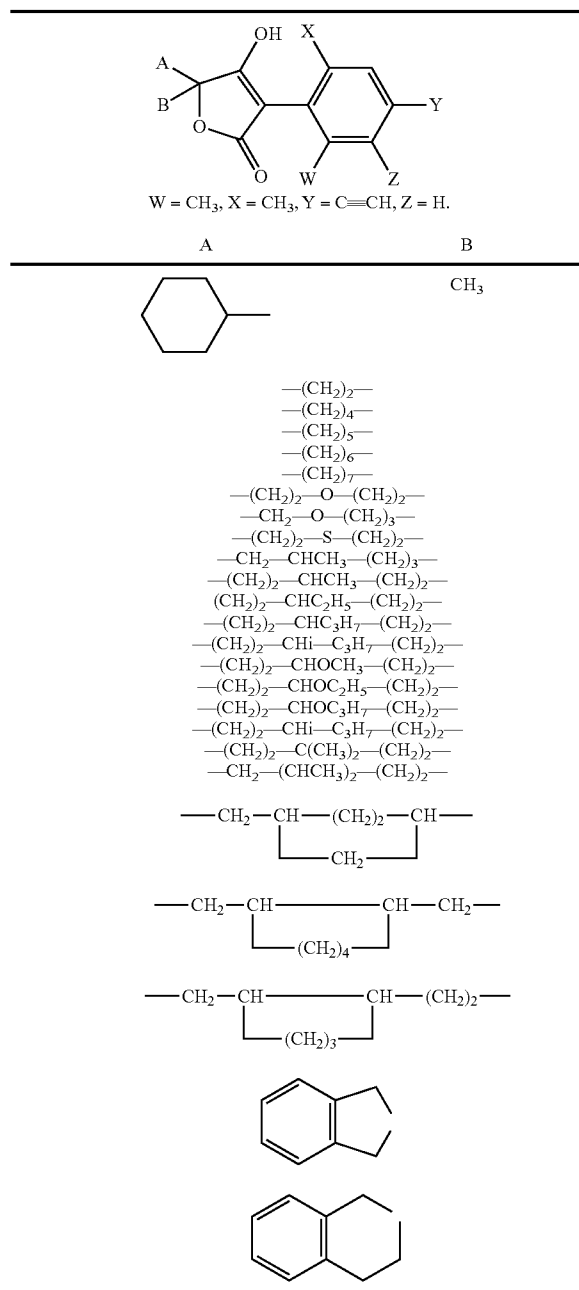 OH
X
A
B
Y
O
O
W
Z
W = CH₃, X = CH₃, Y = C≡CH, Z = H.
A B
CH₃
—(CH₂)₂—
—(CH₂)₄—
—(CH₂)₅—
—(CH₂)₆—
—(CH₂)₇—
—(CH₂)₂—O—(CH₂)₂—
—CH₂—O—(CH₂)₃—
—(CH₂)₂—S—(CH₂)₂—
—CH₂—CHCH₃—(CH₂)₃—
—(CH₂)₂—CHCH₃—(CH₂)₂—
(CH₂)₂—CHC₂H₅—(CH₂)₂—
—(CH₂)₂—CHC₃H₇—(CH₂)₂—
—(CH₂)₂—CHi—C₃H₇—(CH₂)₂—
—(CH₂)₂—CHOCH₃—(CH₂)₂—
—(CH₂)₂—CHOC₂H₅—(CH₂)₂—
—(CH₂)₂—CHOC₃H₇—(CH₂)₂—
—(CH₂)₂—CHi—C₃H₇—(CH₂)₂—
—(CH₂)₂—C(CH₃)₂—(CH₂)₂—
—CH₂—(CHCH₃)₂—(CH₂)₂—
—CH₂—CH—(CH₂)₂—CH—
CH₂
—CH₂—CH—CH—CH₂—
(CH₂)₄
—CH₂—CH—CH—(CH₂)₂—
(CH₂)₃